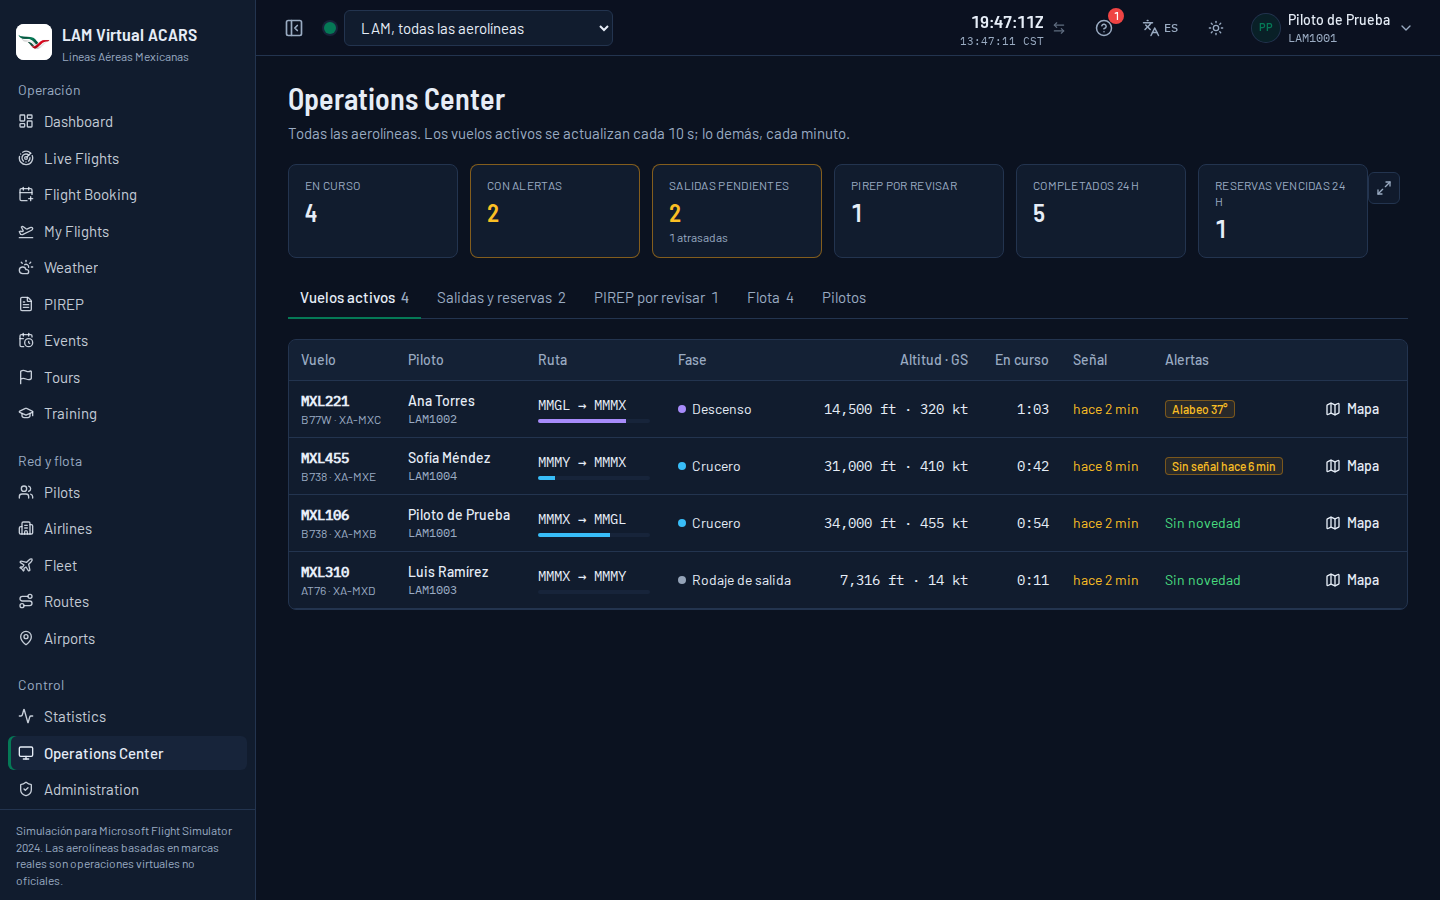 LAM Virtual ACARS
Líneas Aéreas Mexicanas
Operación
Dashboard
Live Flights
Flight Booking
My Flights
Weather
PIREP
Events
Tours
Training
Red y flota
Pilots
Airlines
Fleet
Routes
Airports
Control
Statistics
Operations Center
Administration
Simulación para Microsoft Flight Simulator
2024. Las aerolíneas basadas en marcas
reales son operaciones virtuales no
oficiales.
LAM, todas las aerolíneas
19:47:11Z
13:47:11 CST
1
ES
PP
Piloto de Prueba
LAM1001
Operations Center
Todas las aerolíneas. Los vuelos activos se actualizan cada 10 s; lo demás, cada minuto.
EN CURSO
4
CON ALERTAS
2
SALIDAS PENDIENTES
2
1 atrasadas
PIREP POR REVISAR
1
COMPLETADOS 24 H
5
RESERVAS VENCIDAS 24
H
1
Vuelos activos 4
Salidas y reservas 2
PIREP por revisar 1
Flota 4
Pilotos
Vuelo Piloto Ruta Fase Altitud · GS En curso Señal Alertas
MXL221 Ana Torres MMGL → MMMX Descenso 14,500 ft · 320 kt 1:03 hace 2 min Alabeo 37° Mapa
B77W · XA-MXC LAM1002
MXL455 Sofía Méndez MMMY → MMMX Crucero 31,000 ft · 410 kt 0:42 hace 8 min Sin señal hace 6 min Mapa
B738 · XA-MXE LAM1004
MXL106 Piloto de Prueba MMMX → MMGL Crucero 34,000 ft · 455 kt 0:54 hace 2 min Sin novedad Mapa
B738 · XA-MXB LAM1001
MXL310 Luis Ramírez MMMX → MMMY Rodaje de salida 7,316 ft · 14 kt 0:11 hace 2 min Sin novedad Mapa
AT76 · XA-MXD LAM1003